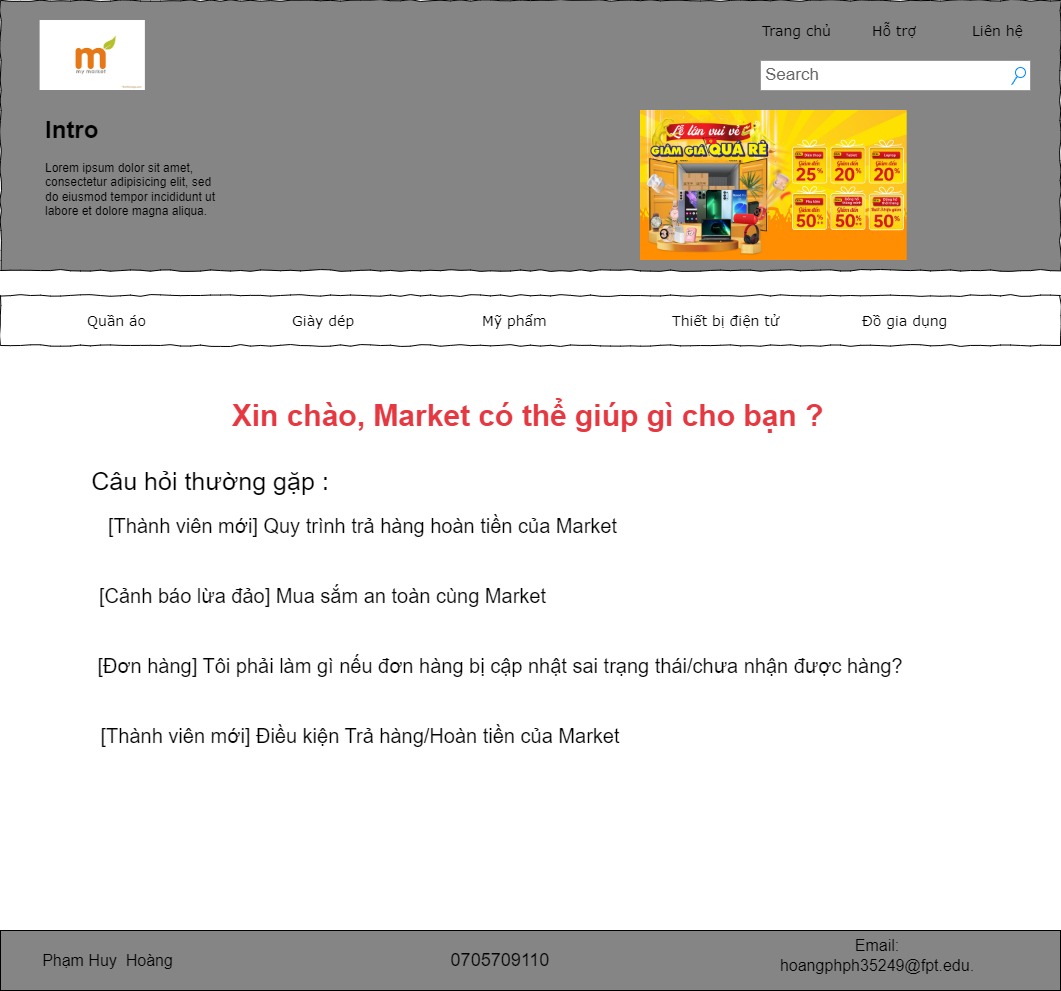 Trang chủ
Hỗ trợ
Liên hệ
m
my market
Search
Intro
Lorem ipsum dolor sit amet,
consectetur adipisicing elit, sed
do eiusmod tempor incididunt ut
labore et dolore magna aliqua.
Lễ lớn vui vẻ
GIẢM GIÁ QUÁ RẺ
Giảm đến
25%
Giảm đến
20%
Laptop
Giảm đến
20%
Phụ kiện
Giảm đến
50%
Giảm đến
50%
50%
Quần áo
Giày dép
Mỹ phẩm
Thiết bị điện tử
Đồ gia dụng
Xin chào, Market có thể giúp gì cho bạn ?
Câu hỏi thường gặp :
[Thành viên mới] Quy trình trả hàng hoàn tiền của Market
[Cảnh báo lừa đảo] Mua sắm an toàn cùng Market
[Đơn hàng] Tôi phải làm gì nếu đơn hàng bị cập nhật sai trạng thái/chưa nhận được hàng?
[Thành viên mới] Điều kiện Trả hàng/Hoàn tiền của Market
Phạm Huy  Hoàng
0705709110
Email:
hoangphph35249@fpt.edu.